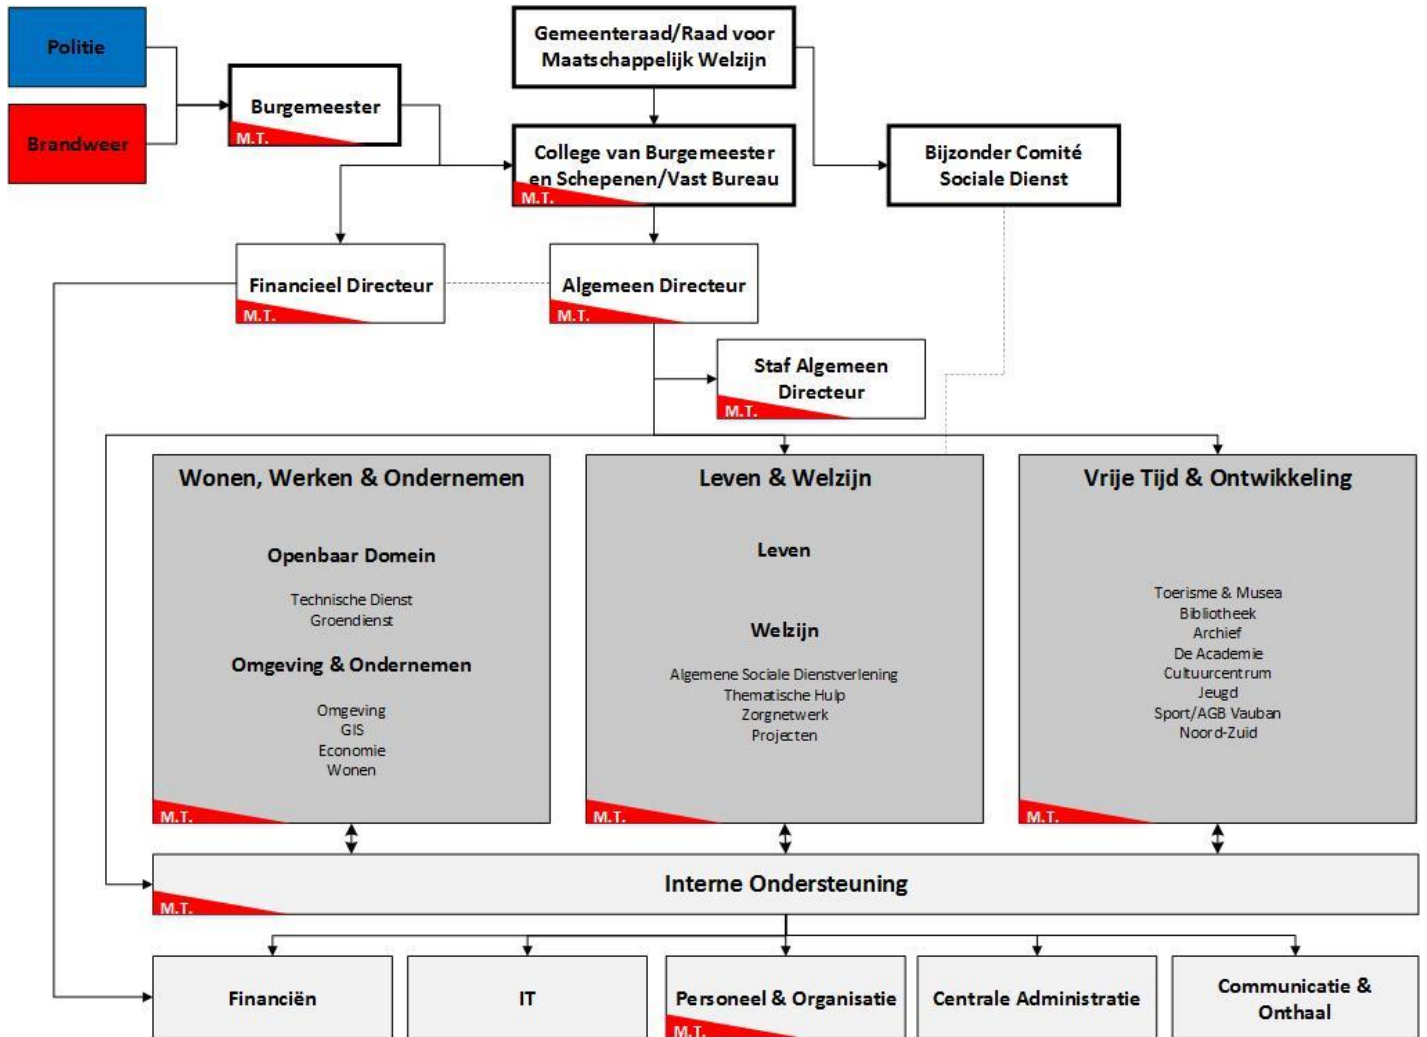 Politie
Brandweer
Burgemeester
M.T.
Gemeenteraad/Raad voor
Maatschappelijk Welzijn
College van Burgemeester
en Schepenen/Vast Bureau
M.T.
Bijzonder Comité
Sociale Dienst
Financieel Directeur
M.T.
Algemeen Directeur
M.T.
Staf Algemeen
Directeur
M.T.
Wonen, Werken & Ondernemen
Openbaar Domein
Technische Dienst
Groendienst
Omgeving & Ondernemen
Omgeving
GIS
Economie
Wonen
M.T.
Leven & Welzijn
Leven
Welzijn
Algemene Sociale Dienstverlening
Thematische Hulp
Zorgnetwerk
Projecten
M.T.
Vrije Tijd & Ontwikkeling
Toerisme & Musea
Bibliotheek
Archief
De Academie
Cultuurcentrum
Jeugd
Sport/AGB Vauban
Noord-Zuid
M.T.
Interne Ondersteuning
M.T.
Financiën
IT
Personeel & Organisatie
M.T.
Centrale Administratie
Communicatie &
Onthaal